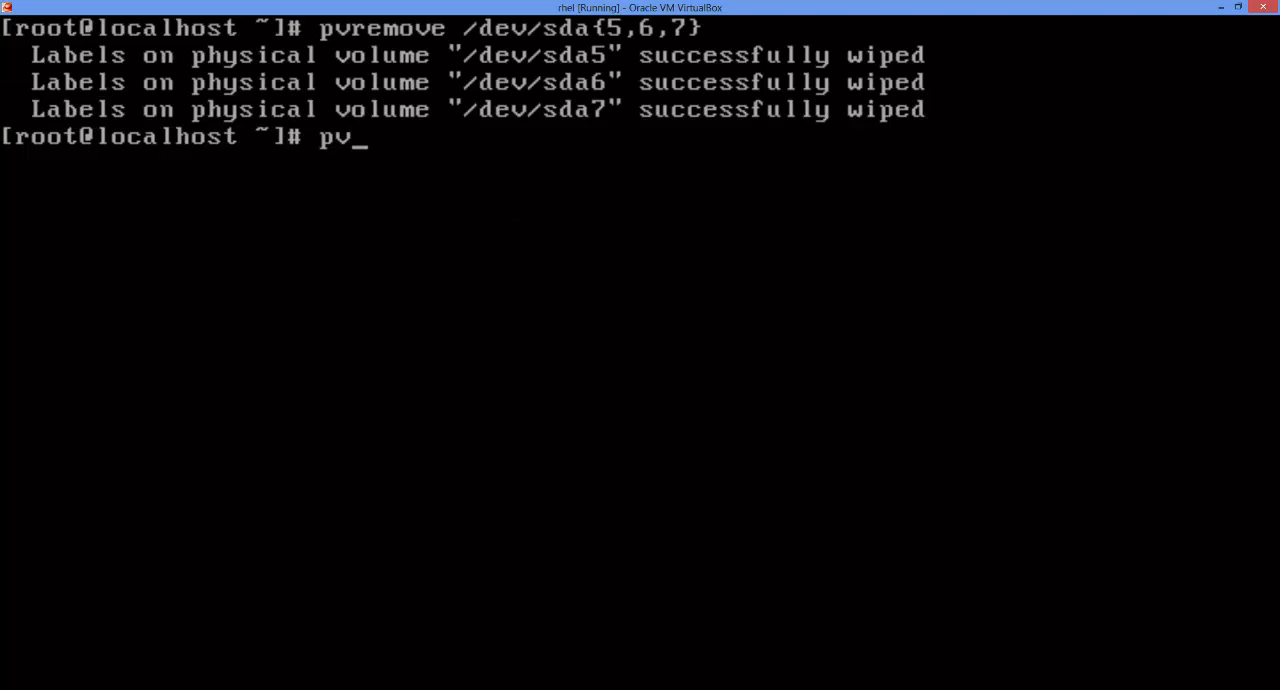 rhel [Running] - Oracle VM VirtualBox
[root@localhost ~]# pvremove /dev/sda{5,6,7}
  Labels on physical volume "/dev/sda5" successfully wiped
  Labels on physical volume "/dev/sda6" successfully wiped
  Labels on physical volume "/dev/sda7" successfully wiped
[root@localhost ~]# pv_